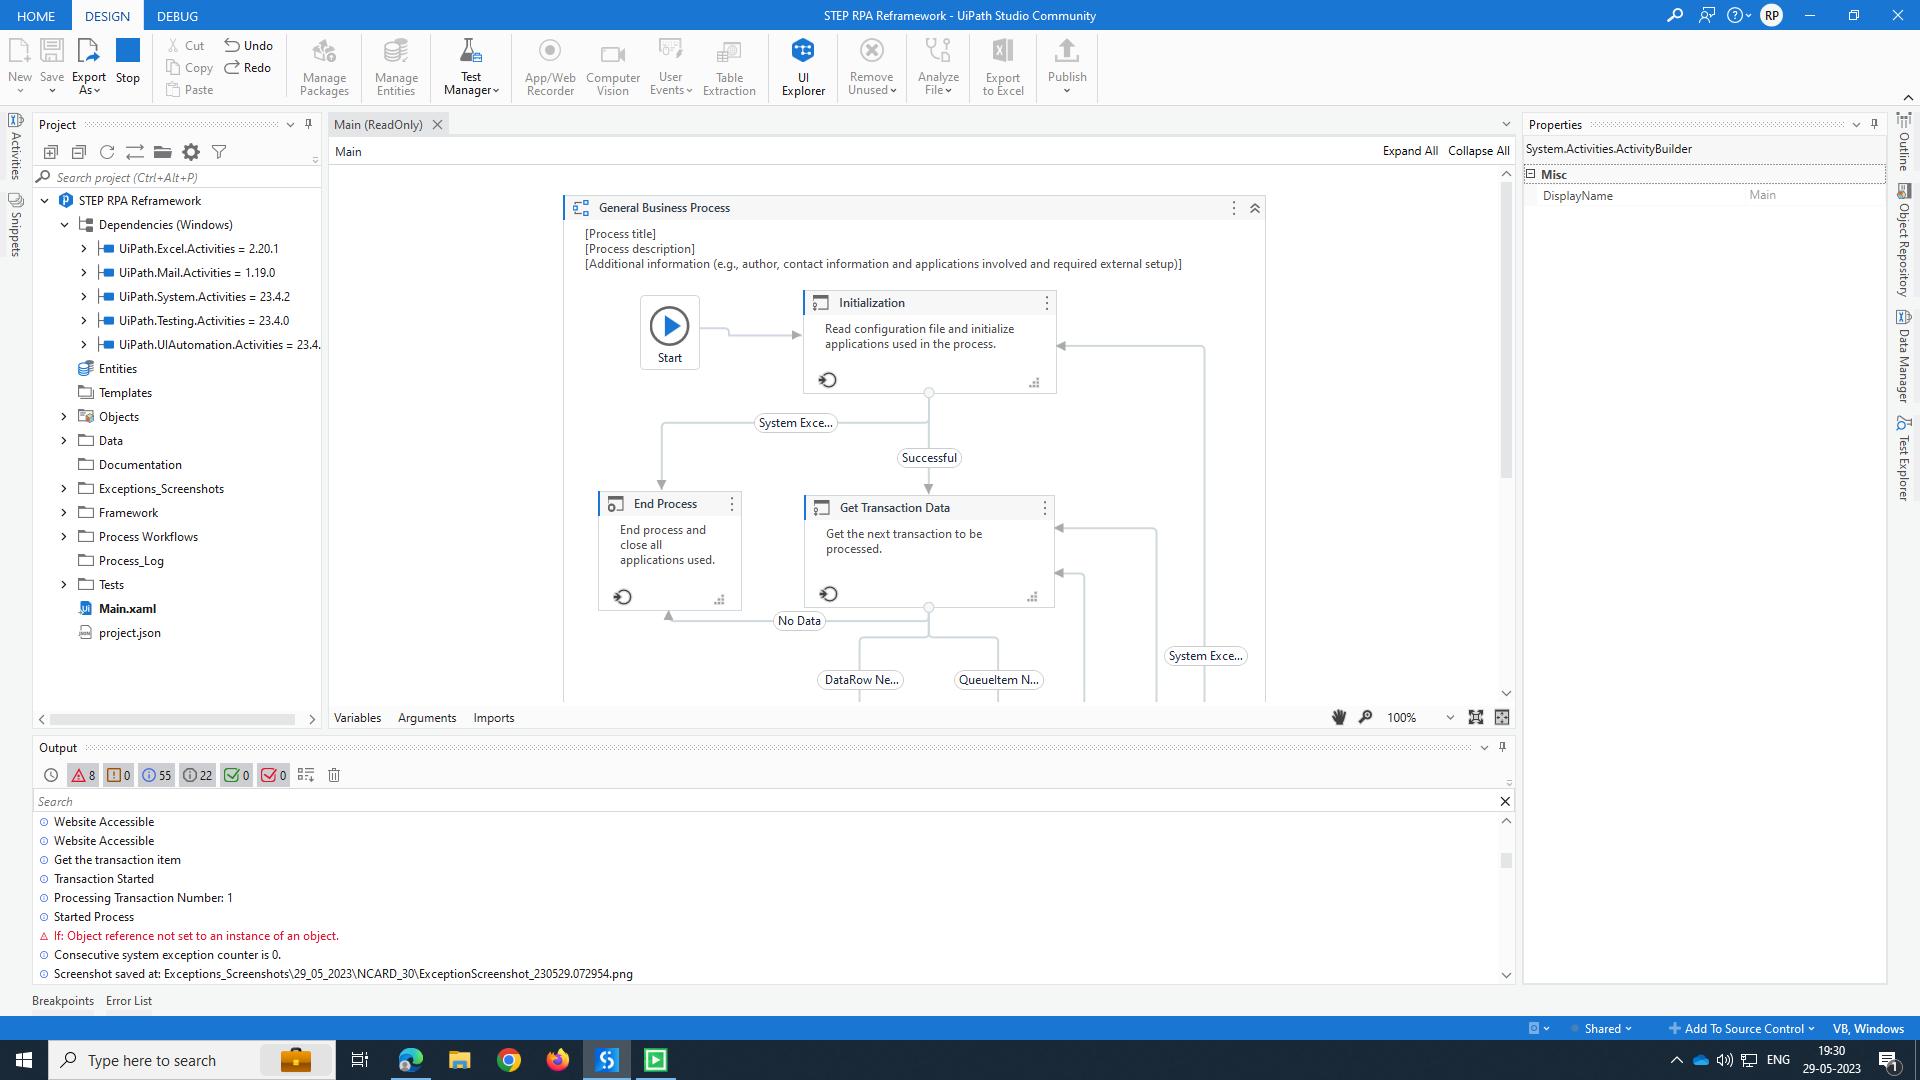 HOME DESIGN DEBUG
STEP RPA Reframework - UiPath Studio Community
RP
New
Save
Export As
Stop
Cut
Copy
Paste
Undo
Redo
Manage Packages
Manage Entities
Test Manager
App/Web Recorder
Computer Vision
User Events
Table Extraction
UI Explorer
Remove Unused
Analyze File
Export to Excel
Publish
Activities
Snippets
Project
Search project (Ctrl+Alt+P)
STEP RPA Reframework
Dependencies (Windows)
UiPath.Excel.Activities = 2.20.1
UiPath.Mail.Activities = 1.19.0
UiPath.System.Activities = 23.4.2
UiPath.Testing.Activities = 23.4.0
UiPath.UIAutomation.Activities = 23.4.
Entities
Templates
Objects
Data
Documentation
Exceptions_Screenshots
Framework
Process Workflows
Process_Log
Tests
Main.xaml
project.json
Main (ReadOnly)
Main
Expand All Collapse All
General Business Process
[Process title]
[Process description]
[Additional information (e.g., author, contact information and applications involved and required external setup)]
Start
Initialization
Read configuration file and initialize
applications used in the process.
System Exce...
Successful
End Process
End process and
close all
applications used.
Get Transaction Data
Get the next transaction to be
processed.
No Data
DataRow Ne...
QueueItem N...
System Exce...
Variables Arguments Imports
100%
Properties
System.Activities.ActivityBuilder
Misc
DisplayName Main
Outline
Object Repository
Data Manager
Test Explorer
Output
8 0 55 22 0 0
Search
Website Accessible
Website Accessible
Get the transaction item
Transaction Started
Processing Transaction Number: 1
Started Process
If: Object reference not set to an instance of an object.
Consecutive system exception counter is 0.
Screenshot saved at: Exceptions_Screenshots\29_05_2023\NCARD_30\ExceptionScreenshot_230529.072954.png
Breakpoints Error List
Shared
Add To Source Control
VB, Windows
Type here to search
ENG
19:30
29-05-2023
1